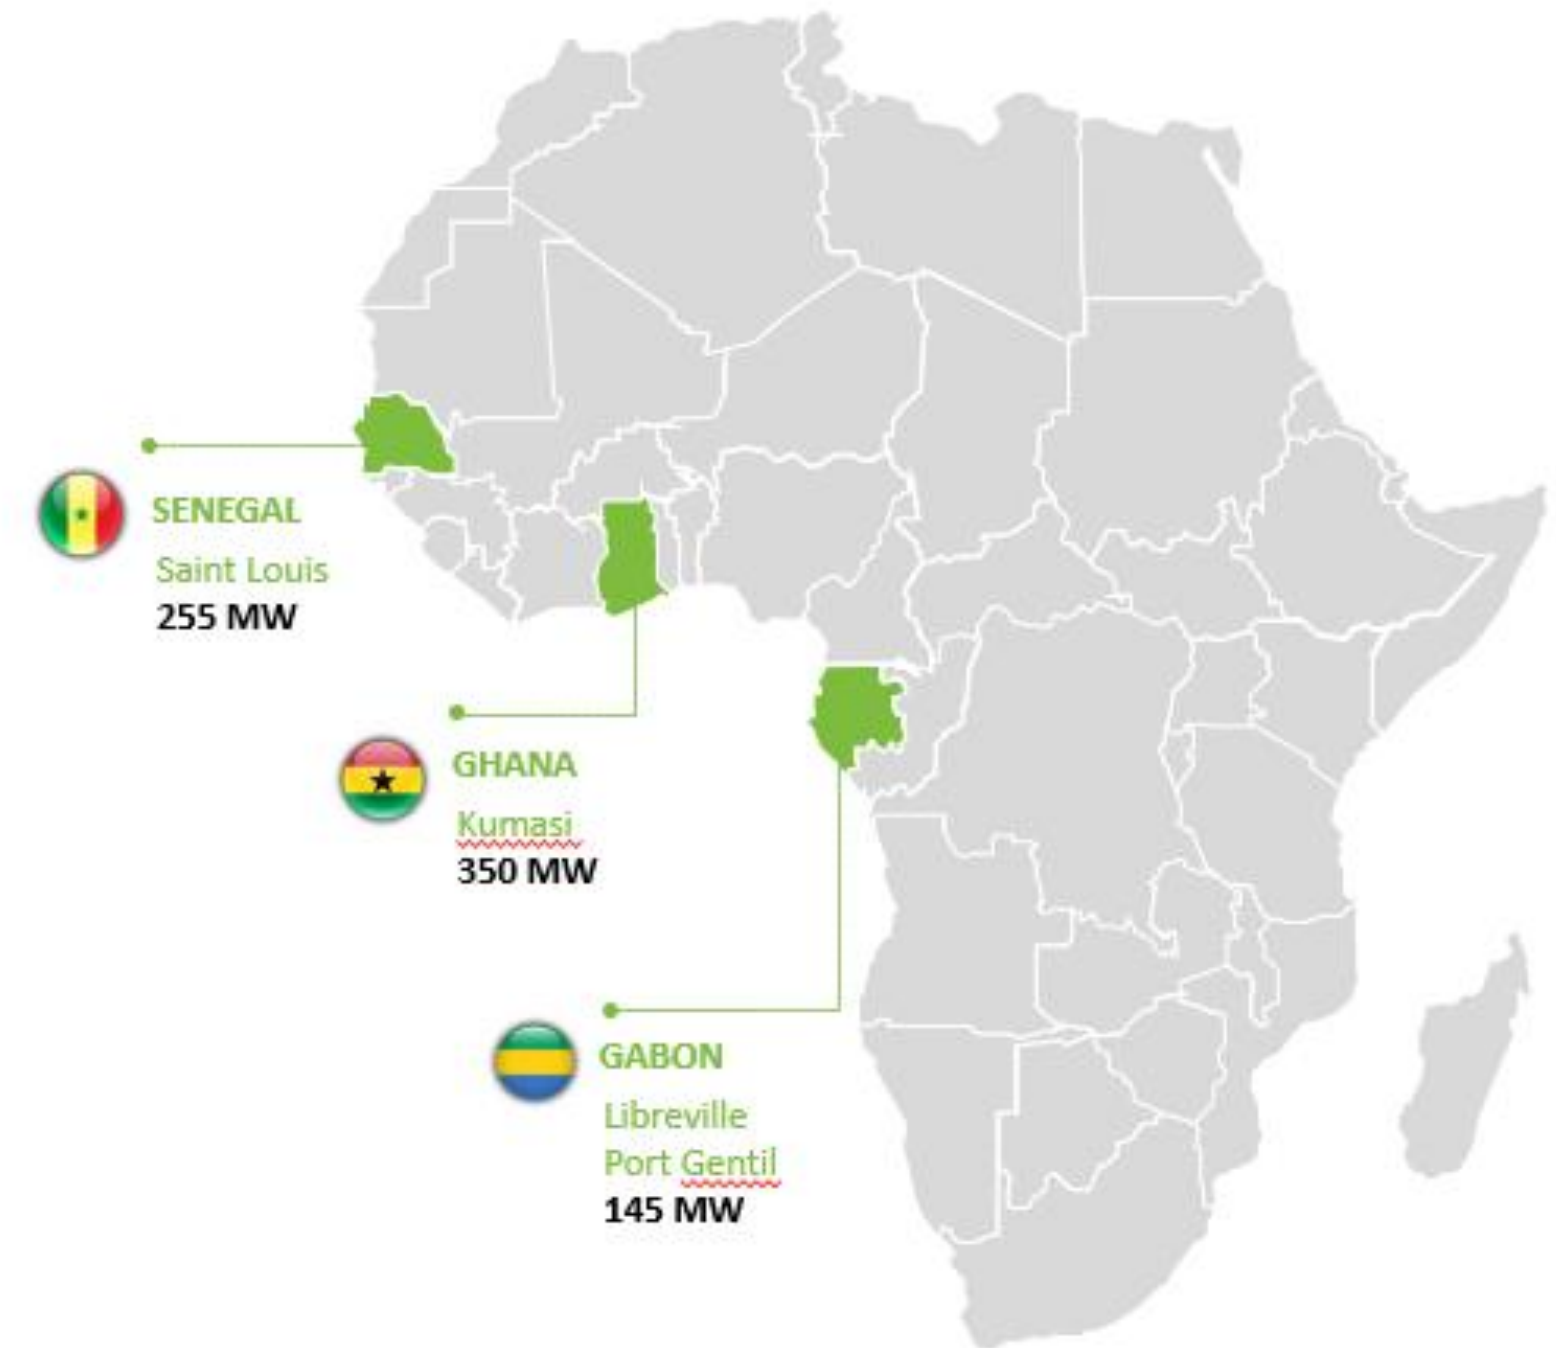 SENEGAL
Saint Louis
255 MW
GHANA
Kumasi
350 MW
GABON
Libreville
Port Gentil
145 MW